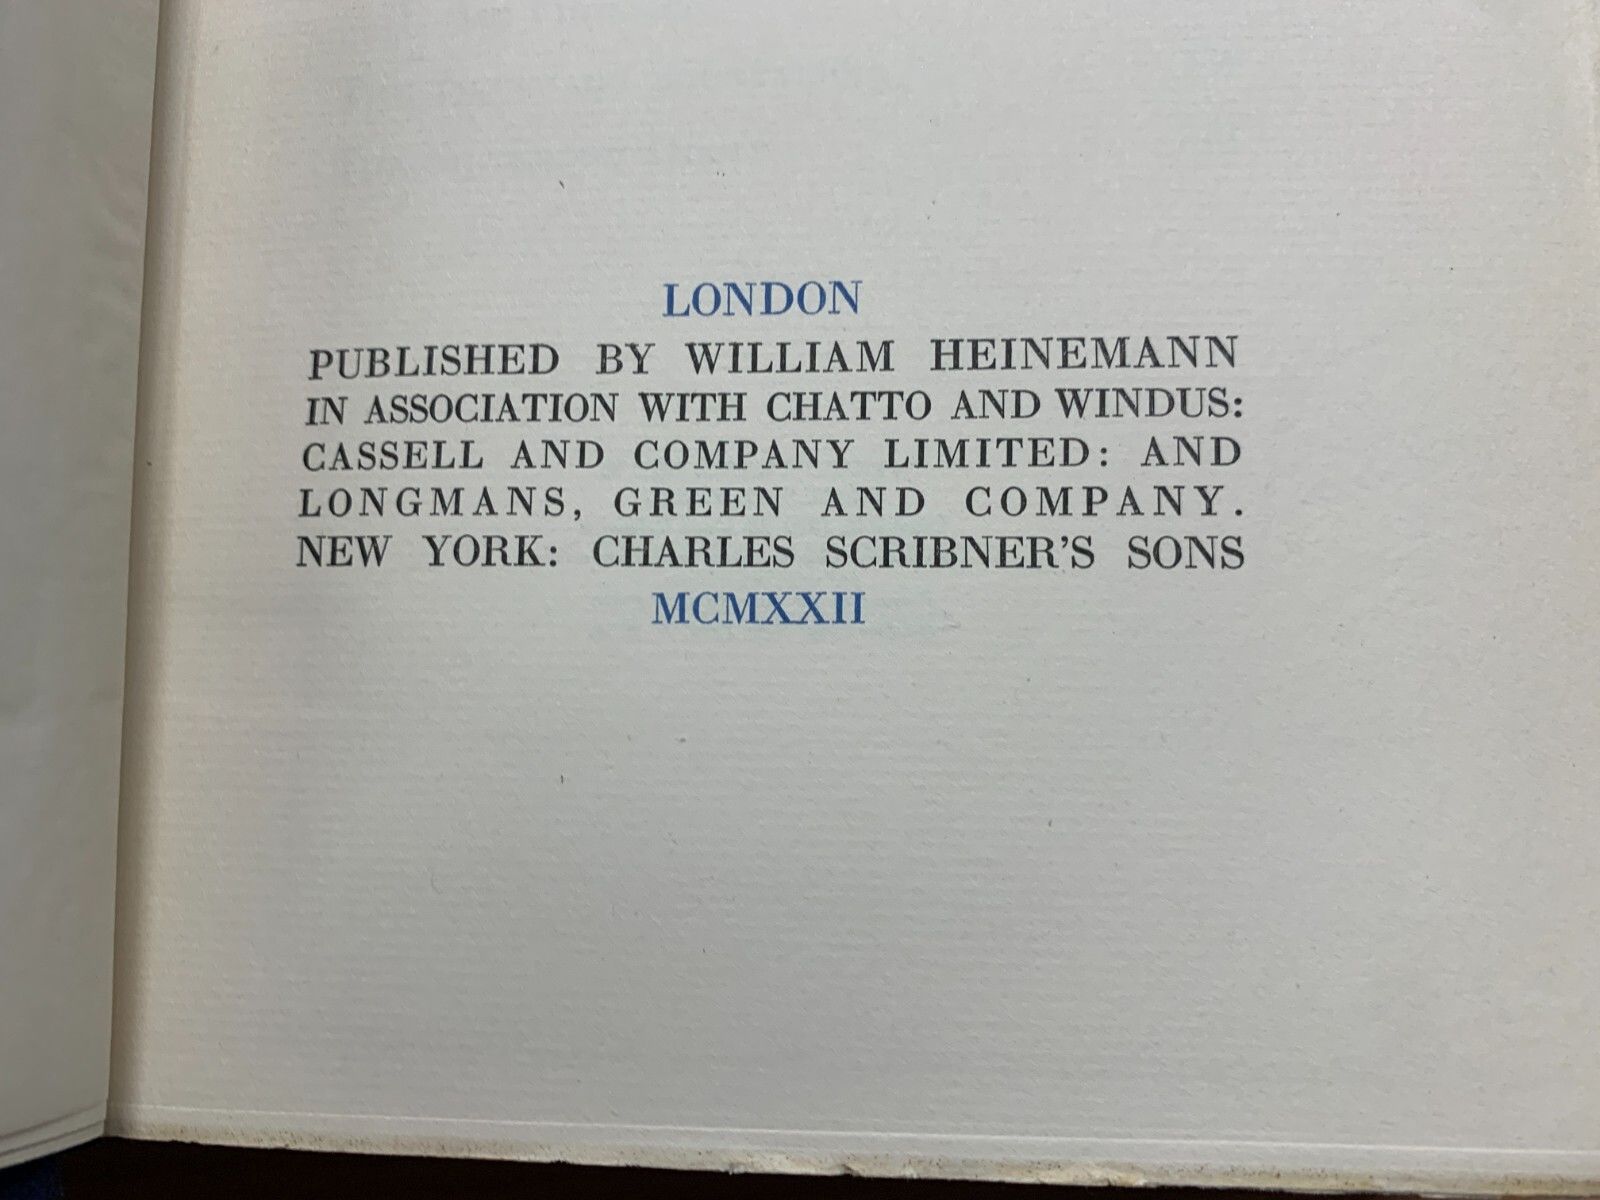 LONDON
PUBLISHED BY WILLIAM HEINEMANN
IN ASSOCIATION WITH CHATTO AND WINDUS:
CASSELL AND COMPANY LIMITED: AND
LONGMANS, GREEN AND COMPANY.
NEW YORK: CHARLES SCRIBNER'S SONS
MCMXXII